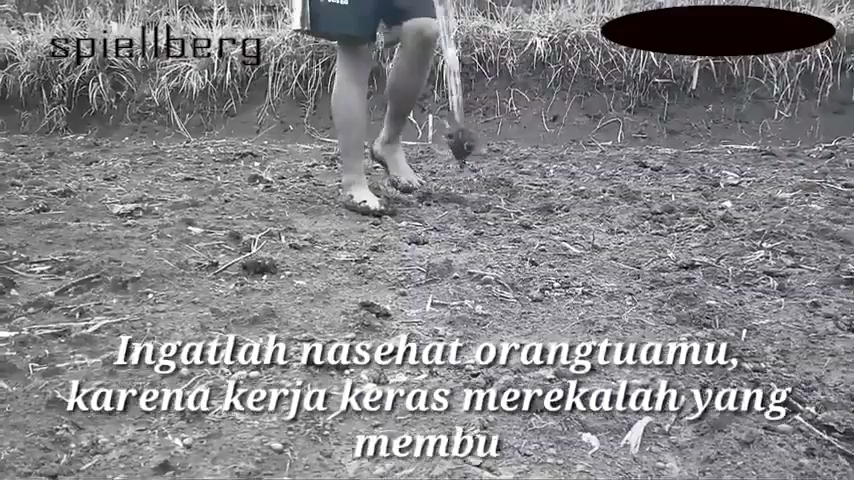 spiellberg
Ingatlah nasehat orangtuamu,
karena kerja keras merekalah yang
membu